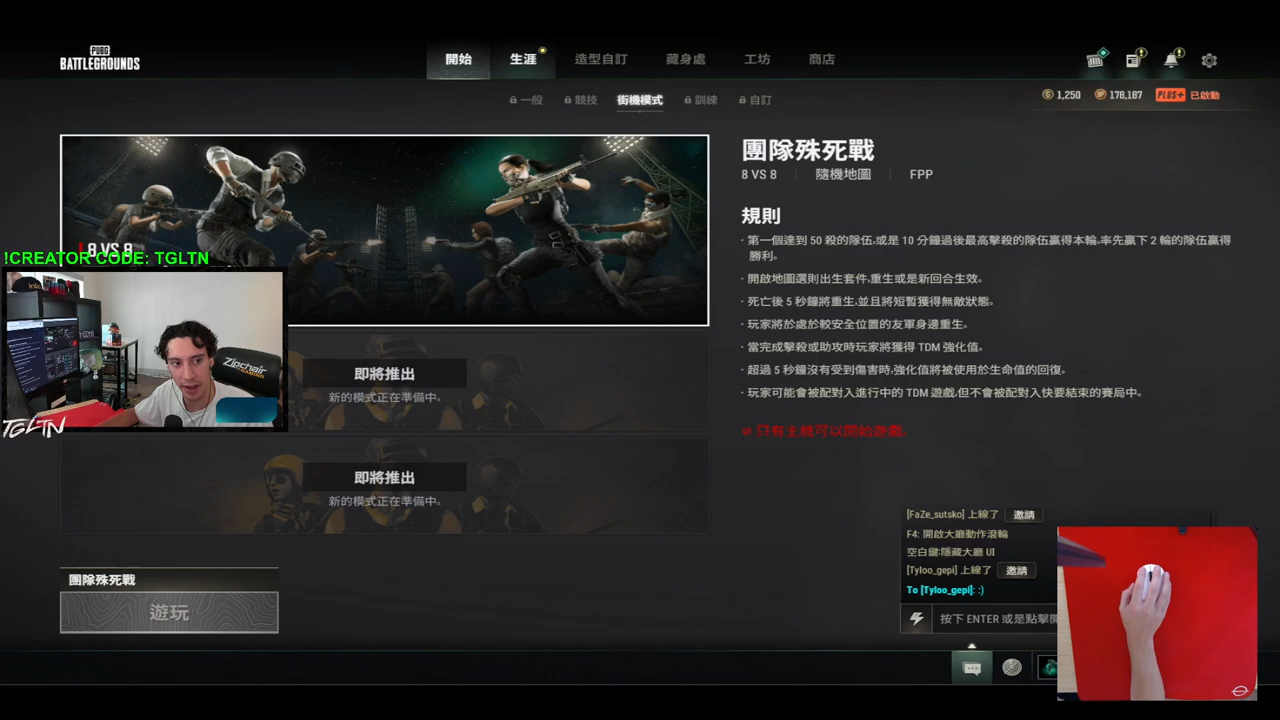 PUBG
BATTLEGROUNDS
開始
生涯
造型自訂
藏身處
工坊
商店
一般
競技
街機模式
訓練
自訂
G 1,250
BP 178,187
PLUS+ 已啟動
8 VS 8
!CREATOR CODE: TGLTN
Zipchair
GAMING
TGLTN
團隊殊死戰
8 VS 8
隨機地圖
FPP
規則
· 第一個達到 50 殺的隊伍,或是 10 分鐘過後最高擊殺的隊伍贏得本輪,率先贏下 2 輪的隊伍贏得
勝利。
· 開啟地圖選則出生套件,重生或是新回合生效。
· 死亡後 5 秒鐘將重生,並且將短暫獲得無敵狀態。
· 玩家將於處於較安全位置的友軍身邊重生。
· 當完成擊殺或助攻時玩家將獲得 TDM 強化值。
· 超過 5 秒鐘沒有受到傷害時,強化值將被使用於生命值的回復。
· 玩家可能會被配對入進行中的 TDM 遊戲,但不會被配對入快要結束的賽局中。
只有主機可以開始遊戲。
即將推出
新的模式正在準備中。
即將推出
新的模式正在準備中。
團隊殊死戰
遊玩
[FaZe_sutsko] 上線了
邀請
F4: 開啟大廳動作滾輪
空白鍵:隱藏大廳 UI
[Tyloo_gepi] 上線了
邀請
To [Tyloo_gepi]: :)
按下 ENTER 或是點擊